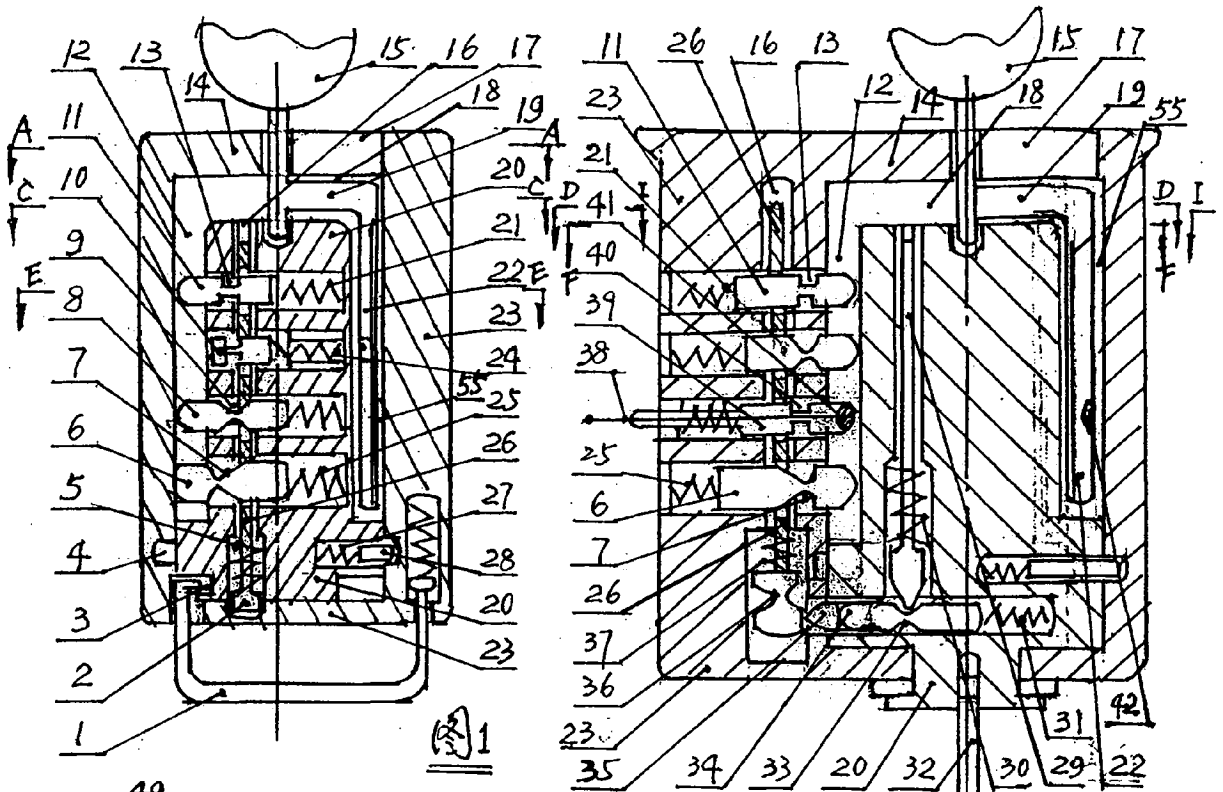 12 13 14 15 16 17 18 19
11 10 9 8 7 6 5 4 3 2 1
A A
C C
E E
20 21 22 23 24 55 25 26 27 28 20 23
图1
49
11 26 16 13 12 14 18 15 17 19 55
23 21 41 40 39 38 25 6 7 26 37 36 23
D I D I
F F
35 34 33 20 32 30 29 22
31 42